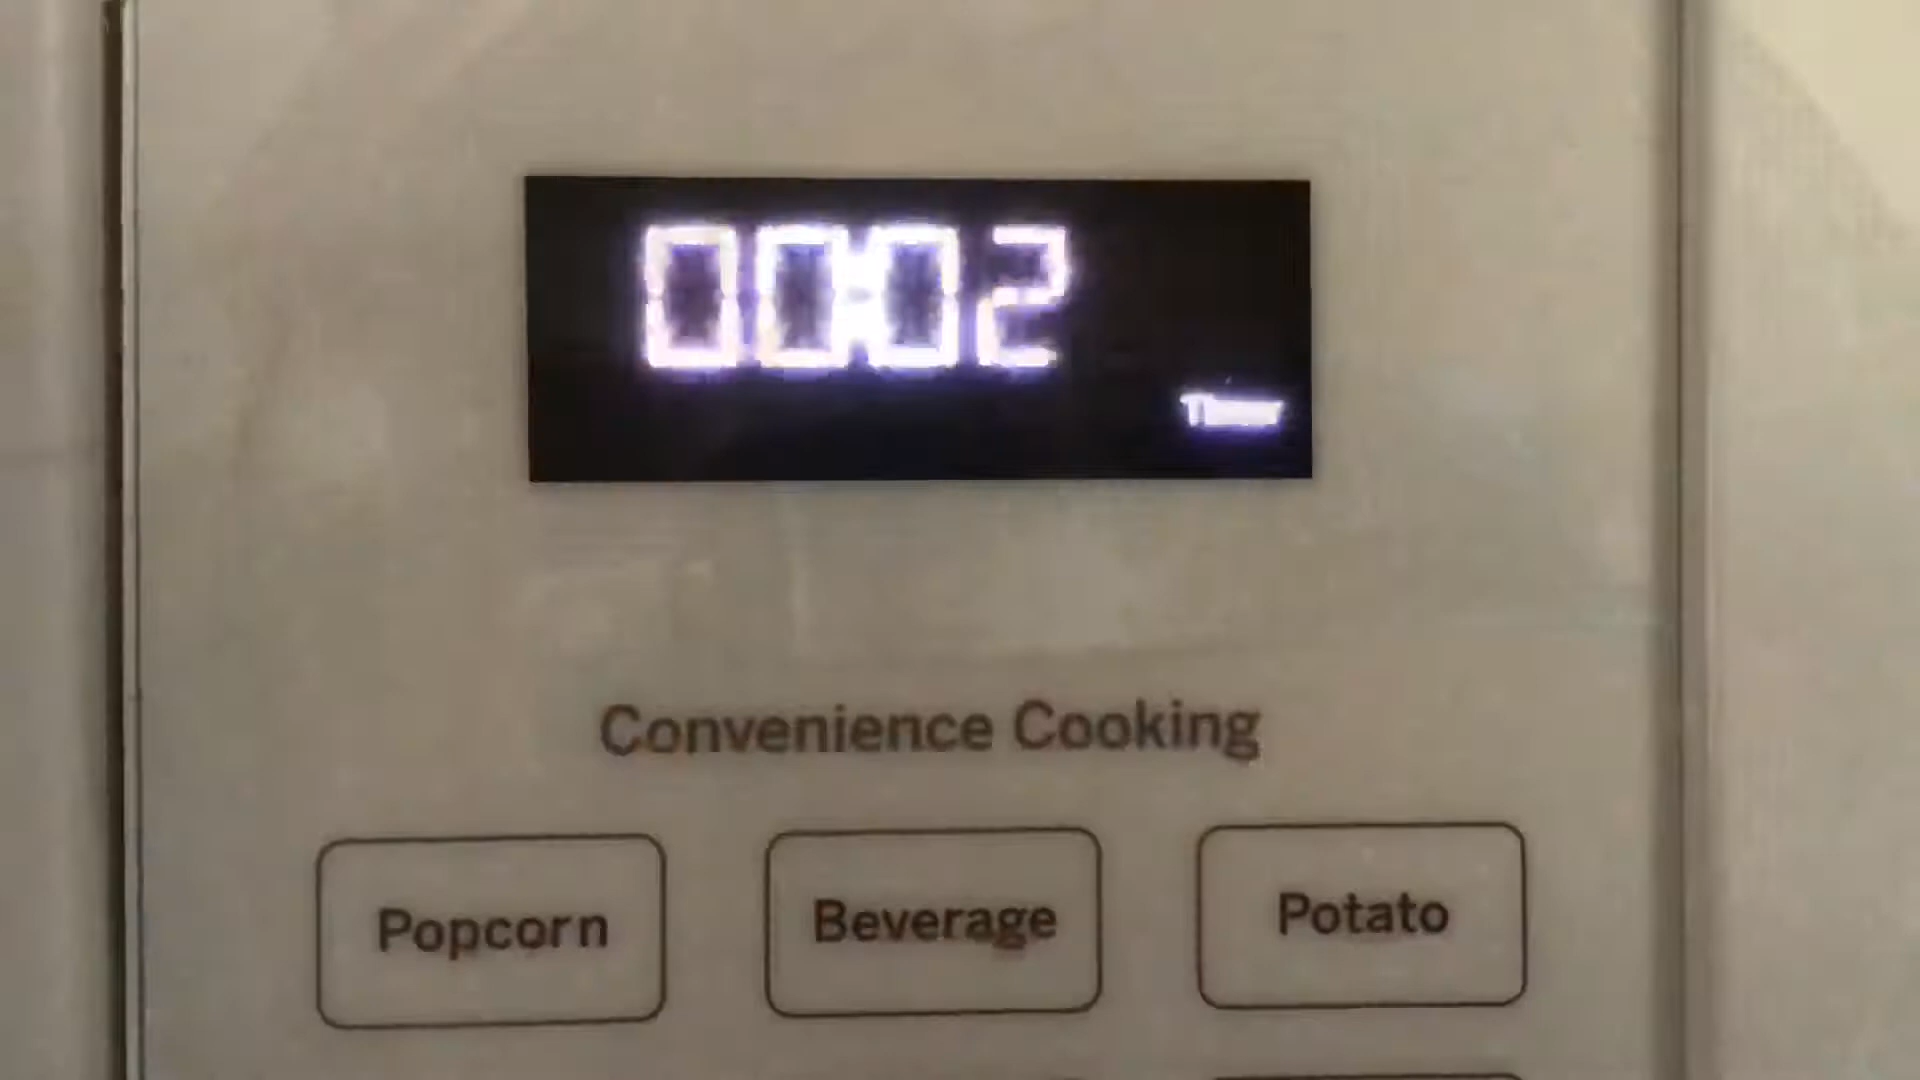 00:02
Timer
Convenience Cooking
Popcorn
Beverage
Potato